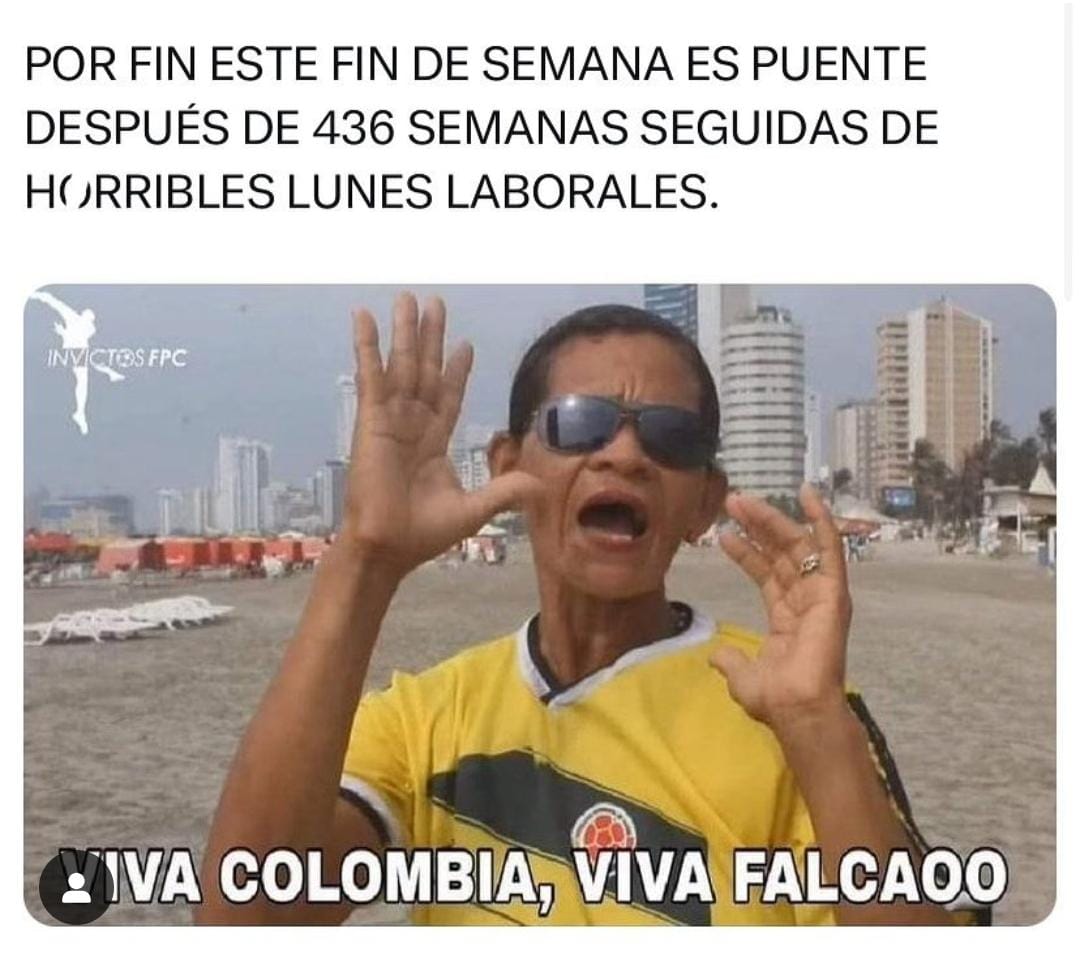 POR FIN ESTE FIN DE SEMANA ES PUENTE
DESPUÉS DE 436 SEMANAS SEGUIDAS DE
HORRIBLES LUNES LABORALES.
INVICTOS FPC
VIVA COLOMBIA, VIVA FALCAOO